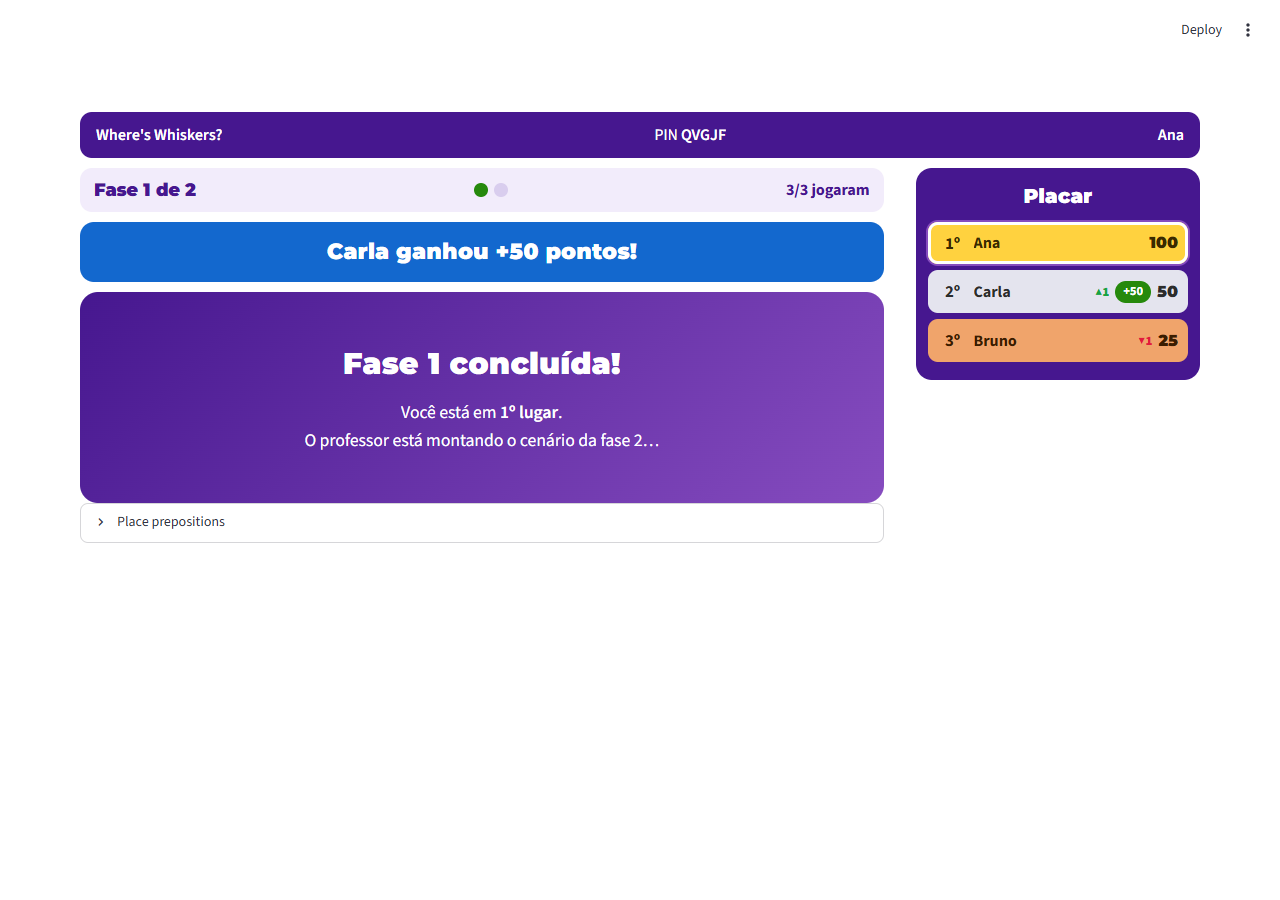 Deploy
Where's Whiskers?
PIN QVGJF
Ana
Fase 1 de 2
3/3 jogaram
Carla ganhou +50 pontos!
Fase 1 concluída!
Você está em 1º lugar.
O professor está montando o cenário da fase 2…
Place prepositions
Placar
1º Ana 100
2º Carla ▲1 +50 50
3º Bruno ▼1 25